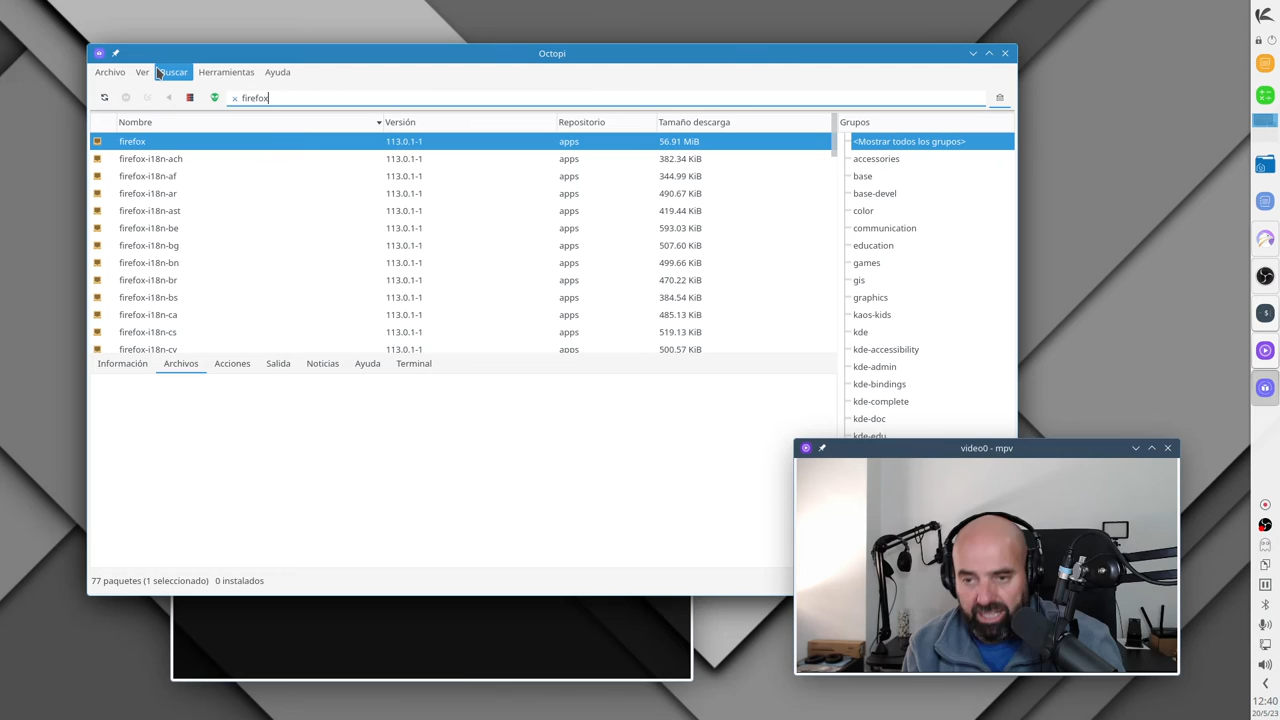 Octopi
Archivo Ver Buscar Herramientas Ayuda
firefox
Nombre Versión Repositorio Tamaño descarga Grupos
firefox 113.0.1-1 apps 56.91 MiB <Mostrar todos los grupos>
firefox-i18n-ach 113.0.1-1 apps 382.34 KiB accessories
firefox-i18n-af 113.0.1-1 apps 344.99 KiB base
firefox-i18n-ar 113.0.1-1 apps 490.67 KiB base-devel
firefox-i18n-ast 113.0.1-1 apps 419.44 KiB color
firefox-i18n-be 113.0.1-1 apps 593.03 KiB communication
firefox-i18n-bg 113.0.1-1 apps 507.60 KiB education
firefox-i18n-bn 113.0.1-1 apps 499.66 KiB games
firefox-i18n-br 113.0.1-1 apps 470.22 KiB gis
firefox-i18n-bs 113.0.1-1 apps 384.54 KiB graphics
firefox-i18n-ca 113.0.1-1 apps 485.13 KiB kaos-kids
firefox-i18n-cs 113.0.1-1 apps 519.13 KiB kde
firefox-i18n-cy 113.0.1-1 apps 500.57 KiB kde-accessibility
kde-admin
kde-bindings
kde-complete
kde-doc
kde-edu
Información Archivos Acciones Salida Noticias Ayuda Terminal
77 paquetes (1 seleccionado) 0 instalados
video0 - mpv
12:40
20/5/23